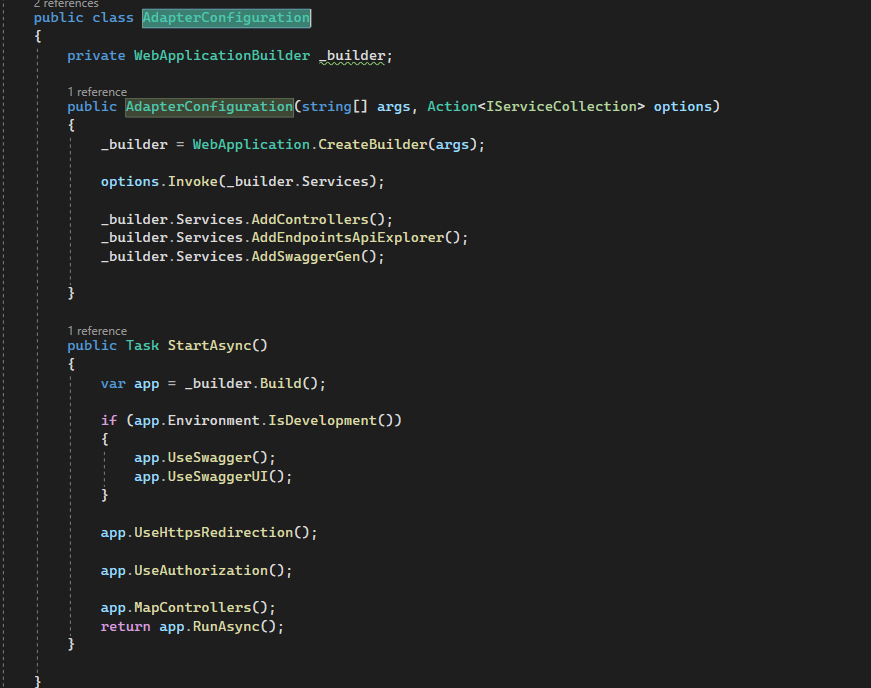 2 references
public class AdapterConfiguration
{
private WebApplicationBuilder _builder;
1 reference
public AdapterConfiguration(string[] args, Action<IServiceCollection> options)
{
_builder = WebApplication.CreateBuilder(args);
options.Invoke(_builder.Services);
_builder.Services.AddControllers();
_builder.Services.AddEndpointsApiExplorer();
_builder.Services.AddSwaggerGen();
}
1 reference
public Task StartAsync()
{
var app = _builder.Build();
if (app.Environment.IsDevelopment())
{
app.UseSwagger();
app.UseSwaggerUI();
}
app.UseHttpsRedirection();
app.UseAuthorization();
app.MapControllers();
return app.RunAsync();
}
}